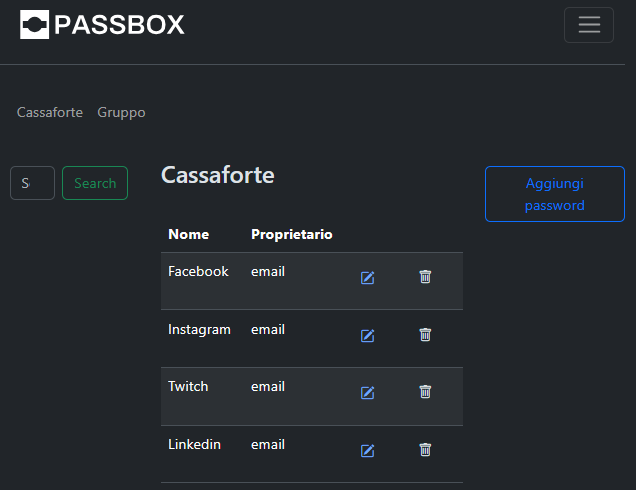 PASSBOX
Cassaforte Gruppo
S
Search
Cassaforte
Aggiungi
password
Nome Proprietario
Facebook email
Instagram email
Twitch email
Linkedin email